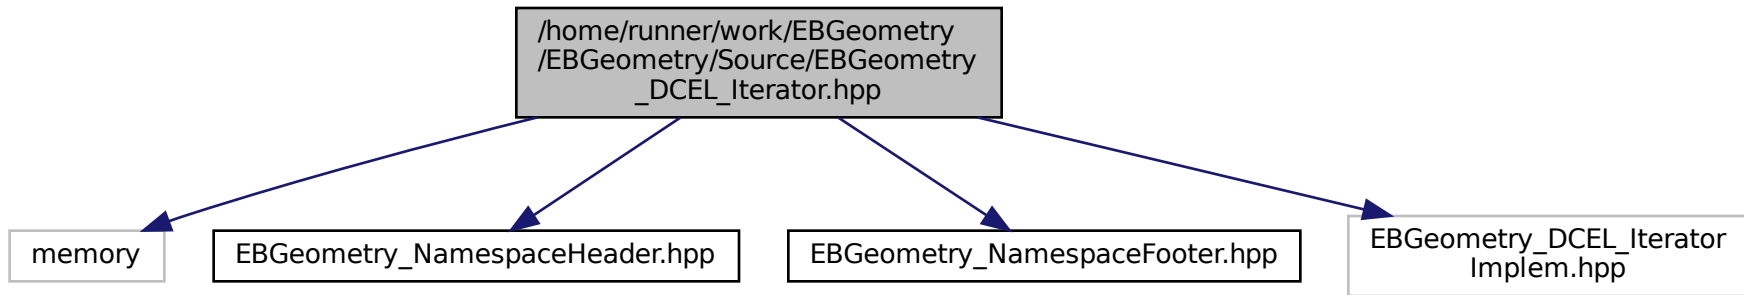 /home/runner/work/EBGeometry
/EBGeometry/Source/EBGeometry
_DCEL_Iterator.hpp
memory
EBGeometry_NamespaceHeader.hpp
EBGeometry_NamespaceFooter.hpp
EBGeometry_DCEL_Iterator
Implem.hpp